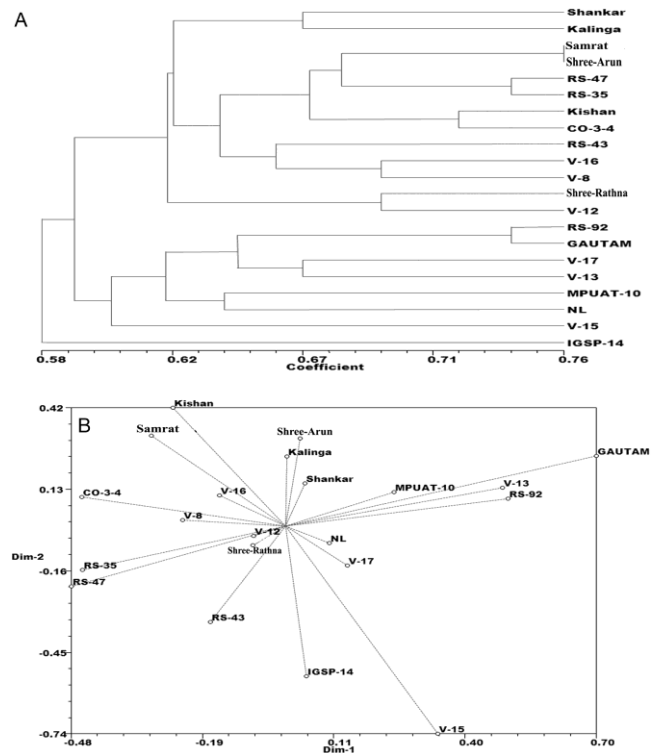 A
Shankar
Kalinga
Samrat
Shree-Arun
RS-47
RS-35
Kishan
CO-3-4
RS-43
V-16
V-8
Shree-Rathna
V-12
RS-92
GAUTAM
V-17
V-13
MPUAT-10
NL
V-15
IGSP-14
0.58 0.62 0.67 0.71 0.76
Coefficient
B
0.42
Kishan
Samrat
Shree-Arun
Kalinga
GAUTAM
Shankar
0.13
V-13
MPUAT-10
V-16
CO-3-4
RS-92
V-8
V-12
NL
Shree-Rathna
Dim-2
V-17
-0.16
RS-35
RS-47
RS-43
-0.45
IGSP-14
V-15
-0.74
-0.48 -0.19 0.11 0.40 0.70
Dim-1